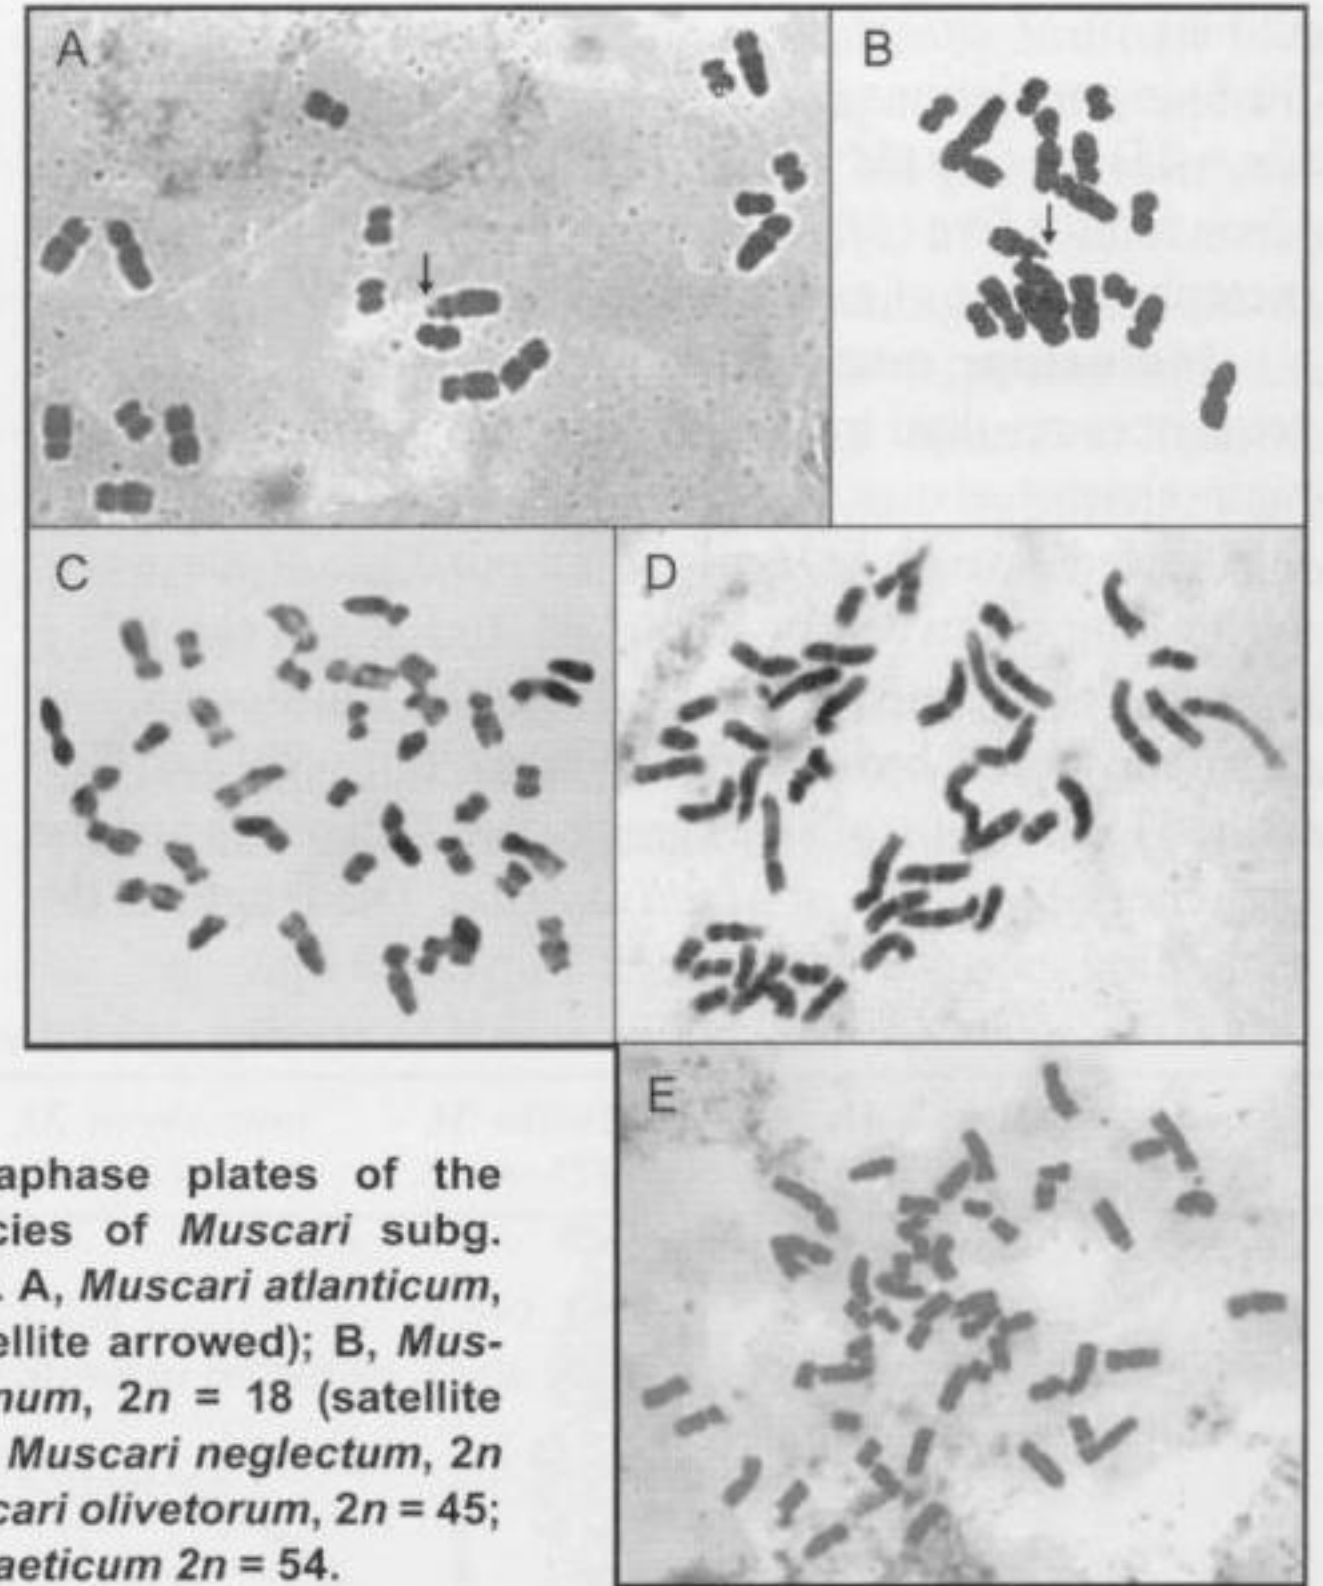 A
B
C
D
E
aphase plates of the
cies of Muscari subg.
. A, Muscari atlanticum,
ellite arrowed); B, Mus-
num, 2n = 18 (satellite
Muscari neglectum, 2n
cari olivetorum, 2n = 45;
aeticum 2n = 54.